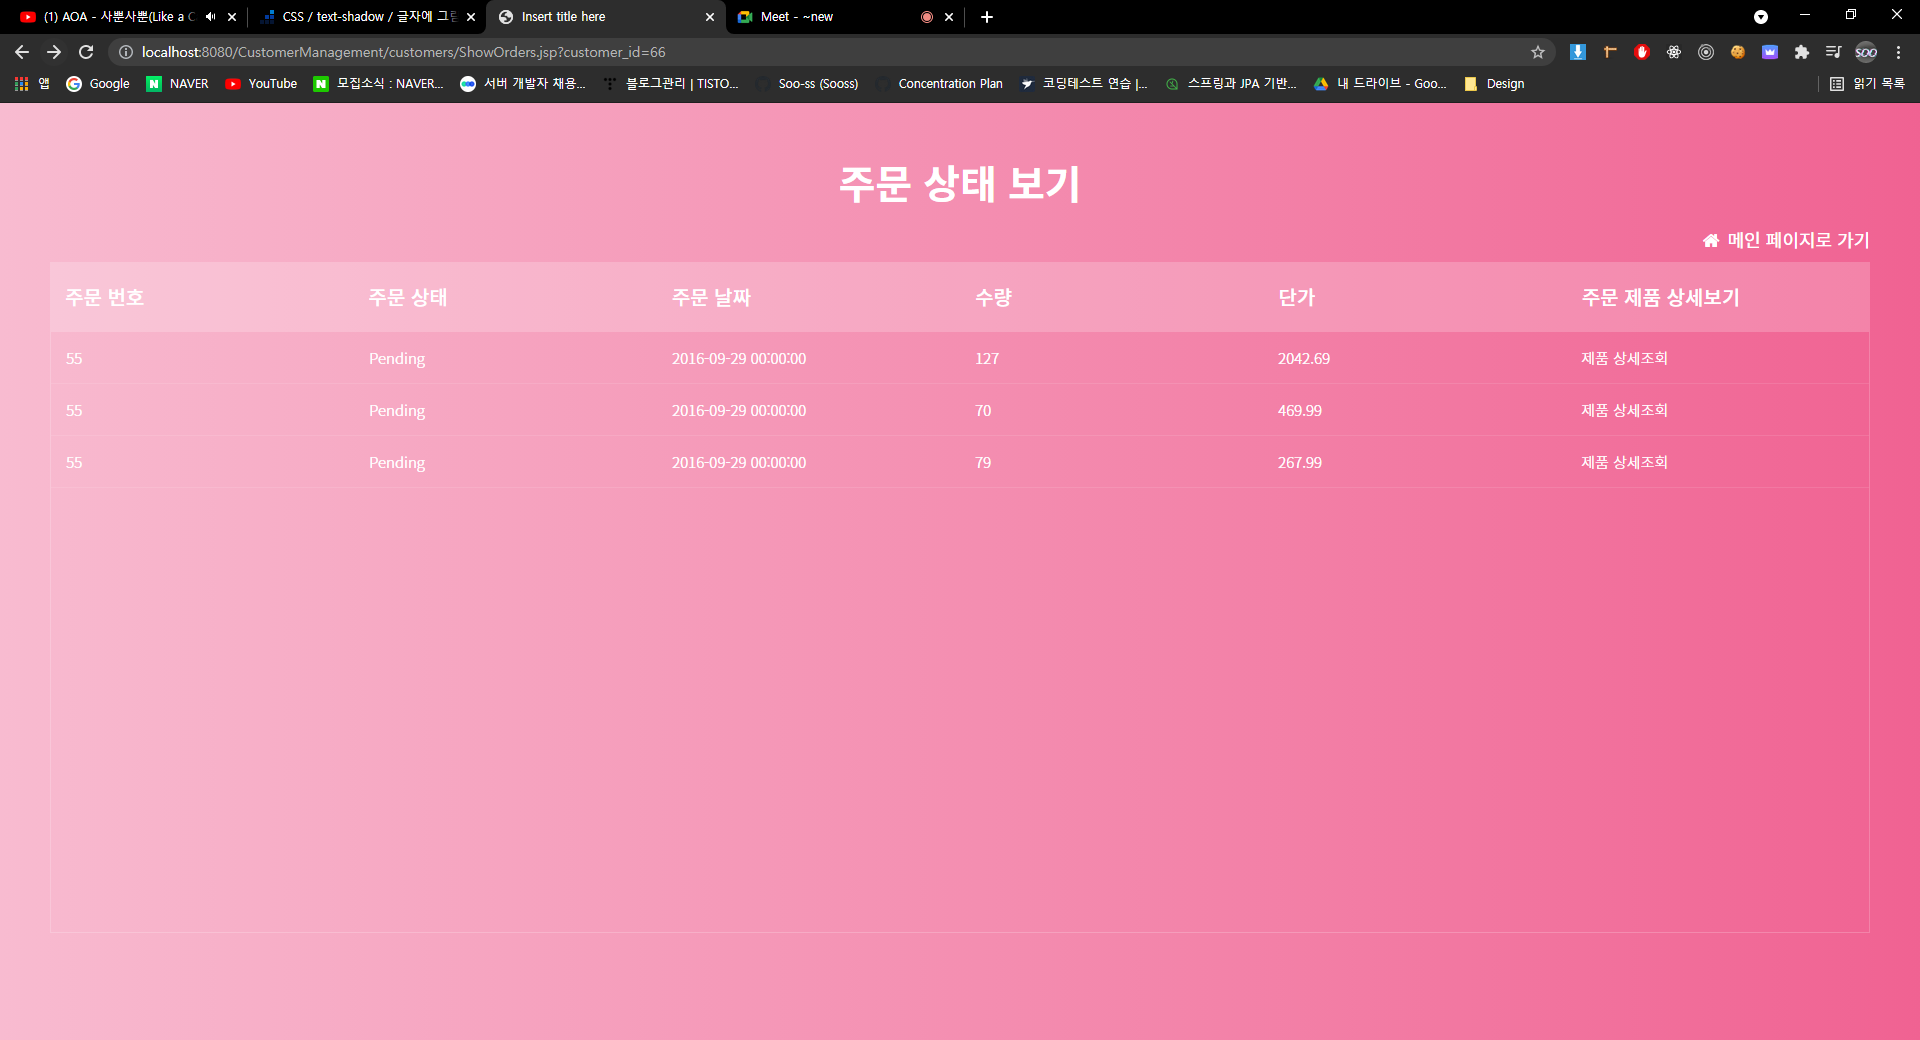 (1) AOA - 사뿐사뿐(Like a C
CSS / text-shadow / 글자에 그림
Insert title here
Meet - ~new
localhost:8080/CustomerManagement/customers/ShowOrders.jsp?customer_id=66
SOO
앱 Google NAVER YouTube 모집소식 : NAVER... 서버 개발자 채용... 블로그관리 | TISTO... Soo-ss (Sooss) Concentration Plan 코딩테스트 연습 |... 스프링과 JPA 기반... 내 드라이브 - Goo... Design 읽기 목록
주문 상태 보기
메인 페이지로 가기
주문 번호 주문 상태 주문 날짜 수량 단가 주문 제품 상세보기
55 Pending 2016-09-29 00:00:00 127 2042.69 제품 상세조회
55 Pending 2016-09-29 00:00:00 70 469.99 제품 상세조회
55 Pending 2016-09-29 00:00:00 79 267.99 제품 상세조회